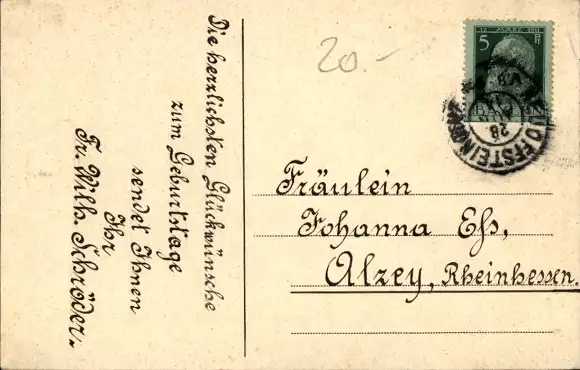 Die herzlichsten Glückwünsche
zum Geburtstage
sendet Ihnen
Ihr
Fr. Wilh. Schröder.
20.-
5
Fräulein
Johanna Eß,
Alzey, Rheinhessen.